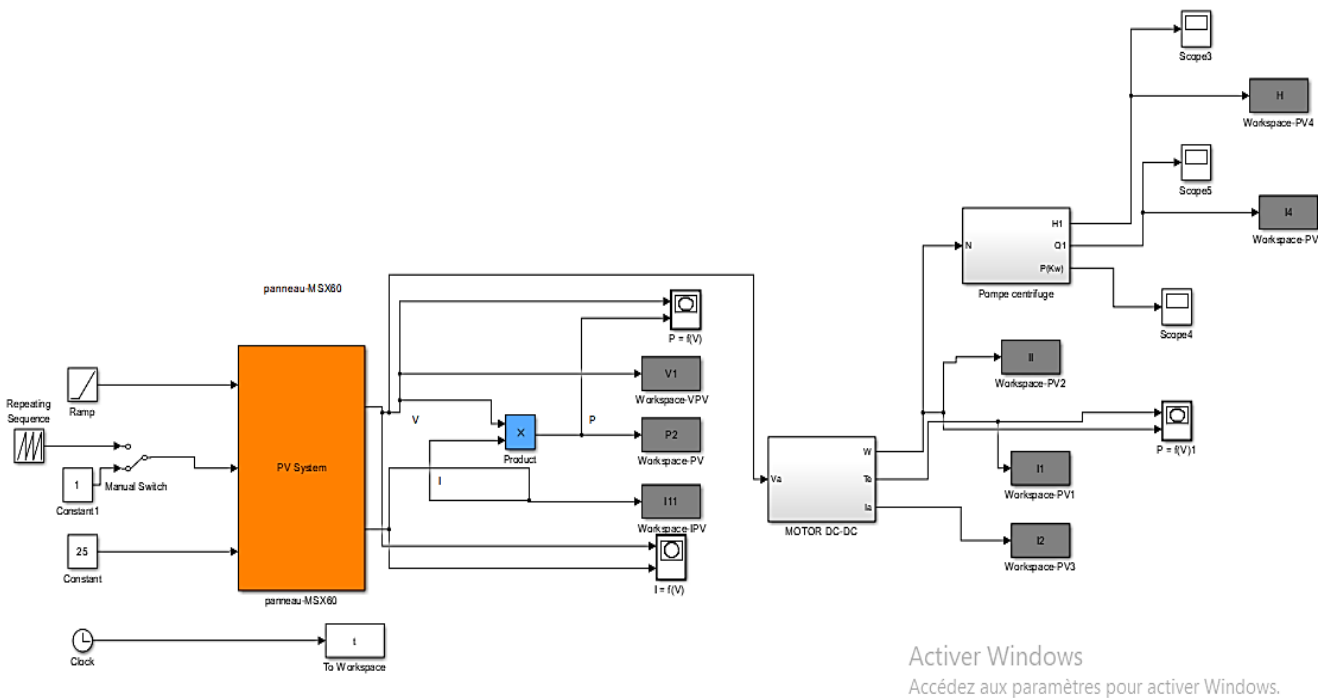 Scope3
H
Workspace-PV4
Scope5
I4
Workspace-PV
N
H1
Q1
P(Kw)
Pompe centrifuge
Scope4
panneau-MSX60
P = f(V)
II
Workspace-PV2
V1
Workspace-VPV
Ramp
Repeating
Sequence
V
P
X
Product
P2
Workspace-PV
P = f(V)1
PV System
Va
W
Te
Ia
MOTOR DC-DC
I1
Workspace-PV1
1
Constant1
Manual Switch
I
I11
Workspace-IPV
I2
Workspace-PV3
25
Constant
I = f(V)
panneau-MSX60
Clock
t
To Workspace
Activer Windows
Accédez aux paramètres pour activer Windows.